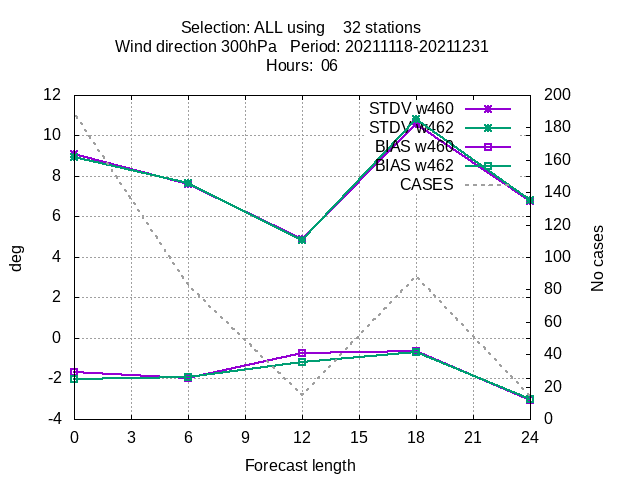 Selection: ALL using    32 stations
Wind direction 300hPa   Period: 20211118-20211231
Hours:  06
12
10
8
6
4
2
0
-2
-4
deg
200
180
160
140
120
100
80
60
40
20
0
No cases
STDV w460
STDV w462
BIAS w460
BIAS w462
CASES
0 3 6 9 12 15 18 21 24
Forecast length